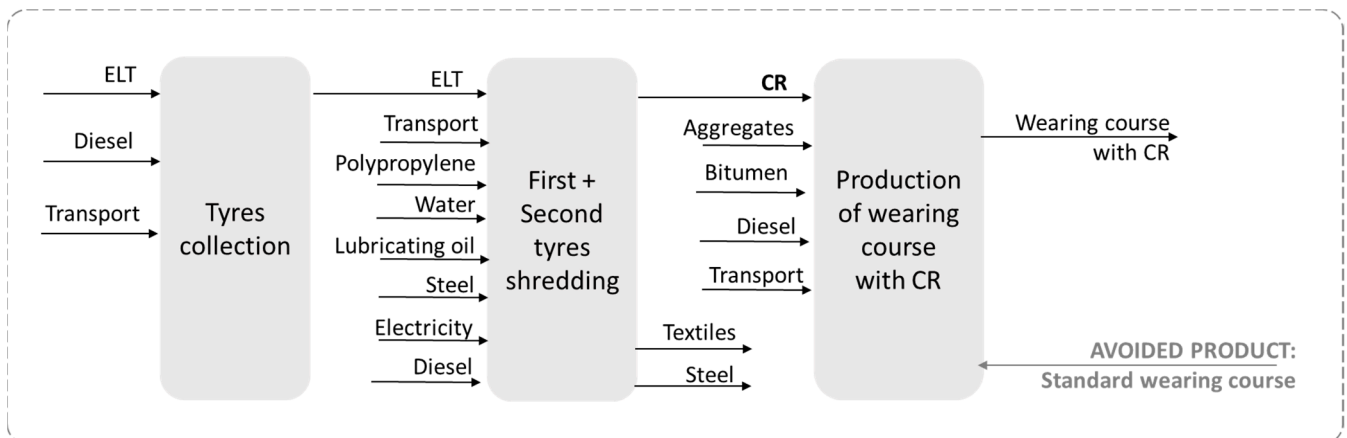 ELT
Diesel
Transport
Tyres
collection
ELT
Transport
Polypropylene
Water
Lubricating oil
Steel
Electricity
Diesel
First +
Second
tyres
shredding
CR
Aggregates
Bitumen
Diesel
Transport
Textiles
Steel
Production
of wearing
course
with CR
Wearing course
with CR
AVOIDED PRODUCT:
Standard wearing course